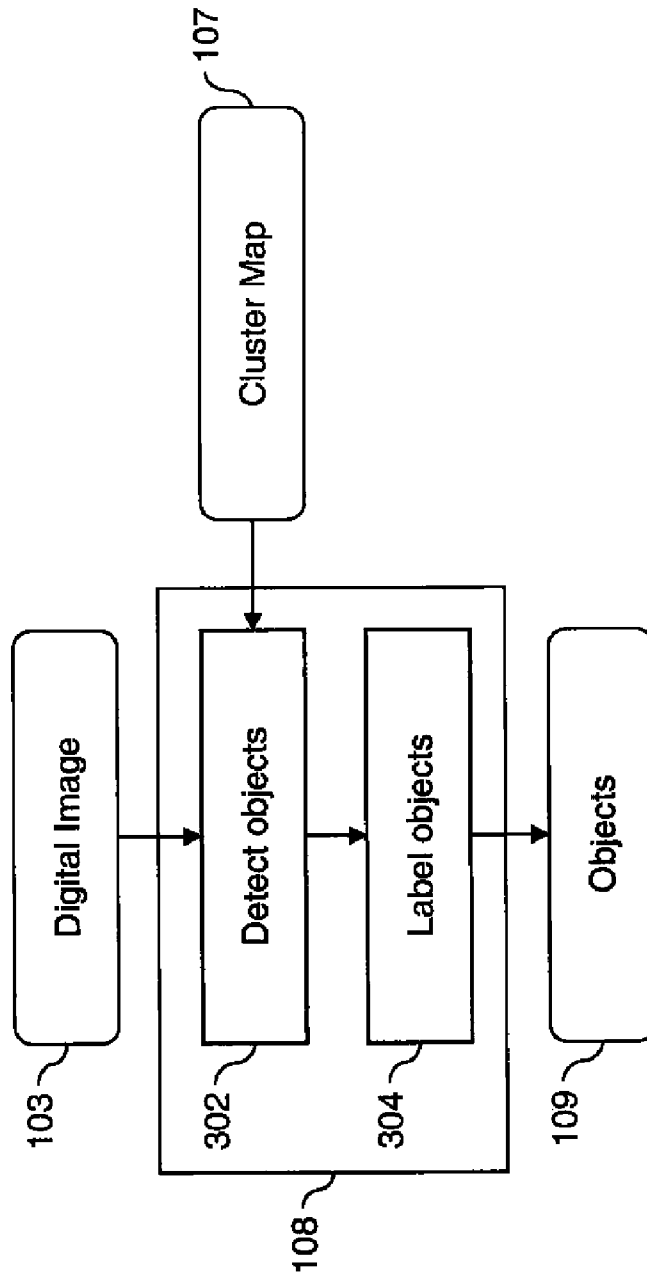 Digital Image
103
Cluster Map
107
Detect objects
302
Label objects
304
108
Objects
109